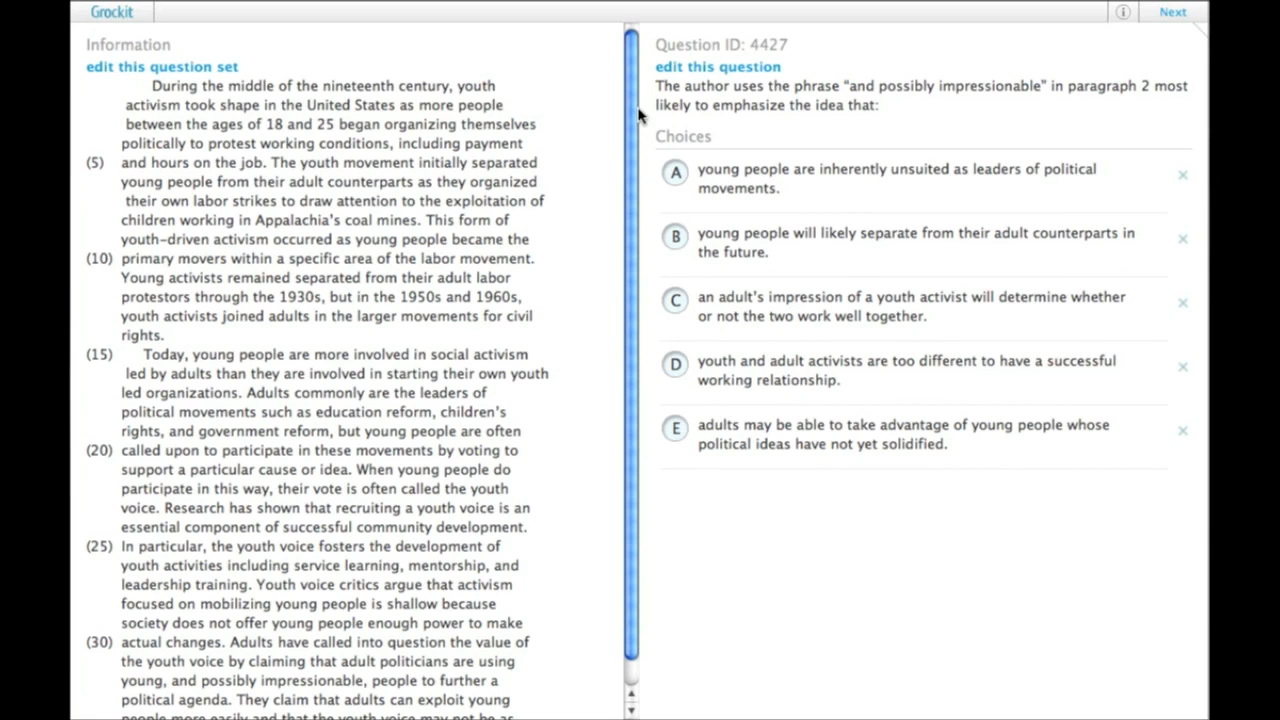 Grockit
Next
Information
edit this question set
During the middle of the nineteenth century, youth
activism took shape in the United States as more people
between the ages of 18 and 25 began organizing themselves
politically to protest working conditions, including payment
(5) and hours on the job. The youth movement initially separated
young people from their adult counterparts as they organized
their own labor strikes to draw attention to the exploitation of
children working in Appalachia's coal mines. This form of
youth-driven activism occurred as young people became the
(10) primary movers within a specific area of the labor movement.
Young activists remained separated from their adult labor
protestors through the 1930s, but in the 1950s and 1960s,
youth activists joined adults in the larger movements for civil
rights.
(15) Today, young people are more involved in social activism
led by adults than they are involved in starting their own youth
led organizations. Adults commonly are the leaders of
political movements such as education reform, children's
rights, and government reform, but young people are often
(20) called upon to participate in these movements by voting to
support a particular cause or idea. When young people do
participate in this way, their vote is often called the youth
voice. Research has shown that recruiting a youth voice is an
essential component of successful community development.
(25) In particular, the youth voice fosters the development of
youth activities including service learning, mentorship, and
leadership training. Youth voice critics argue that activism
focused on mobilizing young people is shallow because
society does not offer young people enough power to make
(30) actual changes. Adults have called into question the value of
the youth voice by claiming that adult politicians are using
young, and possibly impressionable, people to further a
political agenda. They claim that adults can exploit young
people more easily and that the youth voice may not be as
Question ID: 4427
edit this question
The author uses the phrase “and possibly impressionable” in paragraph 2 most
likely to emphasize the idea that:
Choices
A young people are inherently unsuited as leaders of political
movements.
B young people will likely separate from their adult counterparts in
the future.
C an adult's impression of a youth activist will determine whether
or not the two work well together.
D youth and adult activists are too different to have a successful
working relationship.
E adults may be able to take advantage of young people whose
political ideas have not yet solidified.